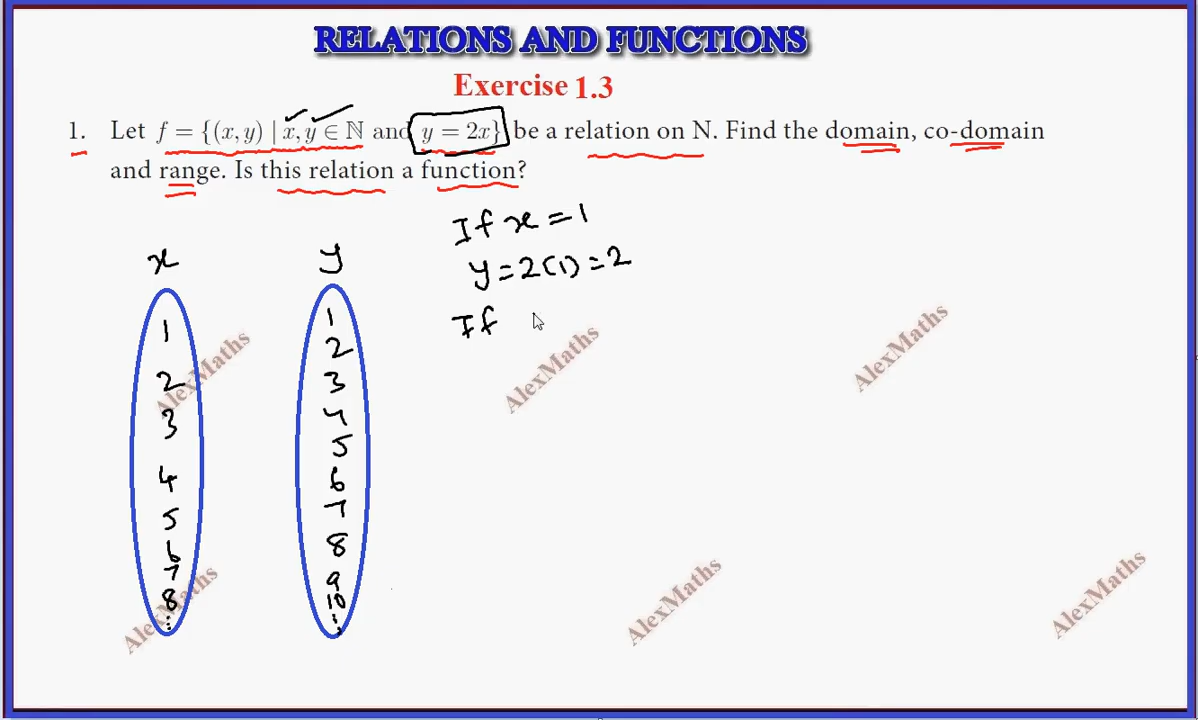 RELATIONS AND FUNCTIONS
Exercise 1.3
1. Let f = {(x, y) | x, y ∈ ℕ and y = 2x} be a relation on N. Find the domain, co-domain
and range. Is this relation a function?
If x = 1
y = 2(1) = 2
If
x
1
2
3
4
5
6
7
8
⋮
y
1
2
3
4
5
6
7
8
9
10
⋮
AlexMaths
AlexMaths
AlexMaths
AlexMaths
AlexMaths
AlexMaths